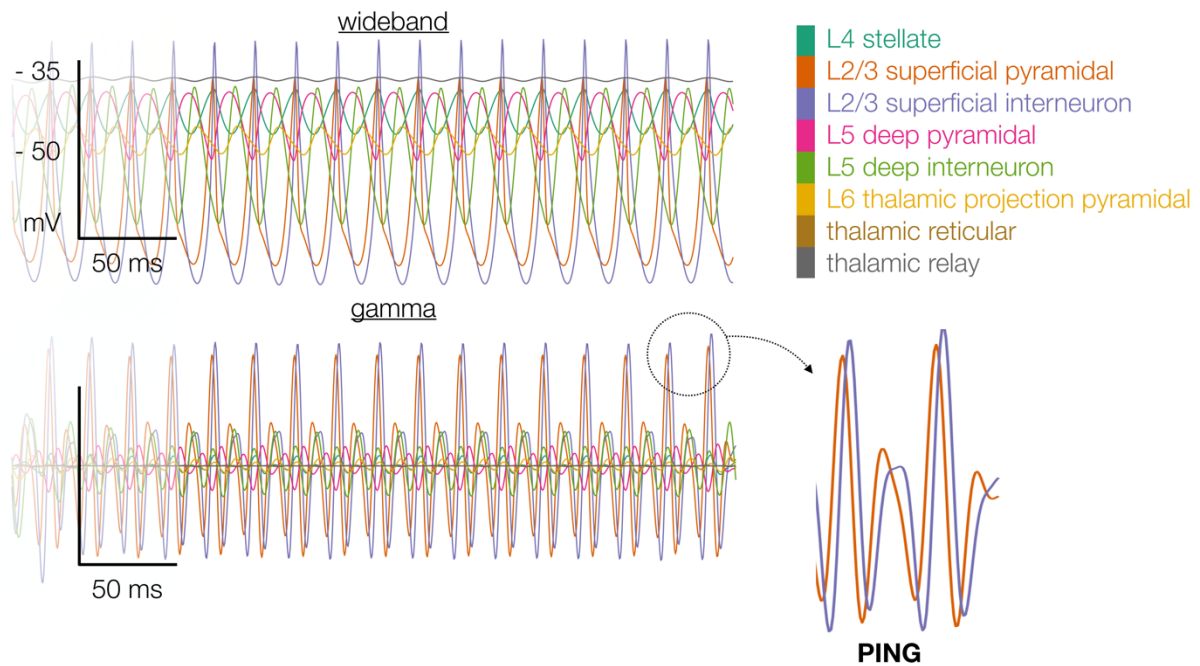 wideband
- 35
- 50
mV
50 ms
L4 stellate
L2/3 superficial pyramidal
L2/3 superficial interneuron
L5 deep pyramidal
L5 deep interneuron
L6 thalamic projection pyramidal
thalamic reticular
thalamic relay
gamma
50 ms
PING